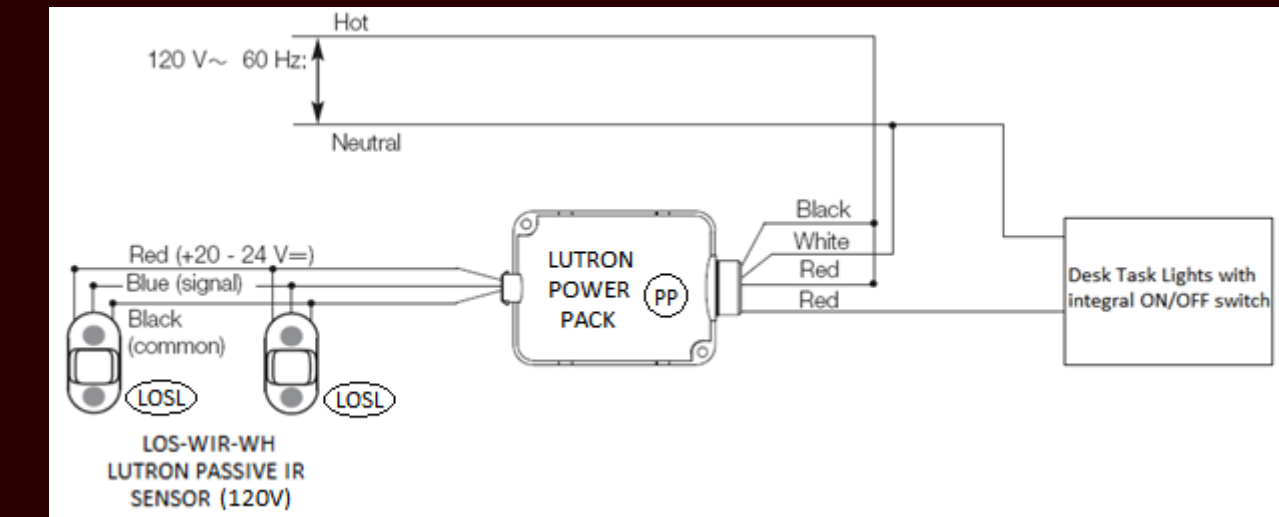 Hot
120 V~ 60 Hz:
Neutral
Black
White
Red
Red
Red (+20 - 24 V⎓)
Blue (signal)
Black
(common)
LUTRON
POWER
PACK
PP
Desk Task Lights with
integral ON/OFF switch
LOSL
LOSL
LOS-WIR-WH
LUTRON PASSIVE IR
SENSOR (120V)